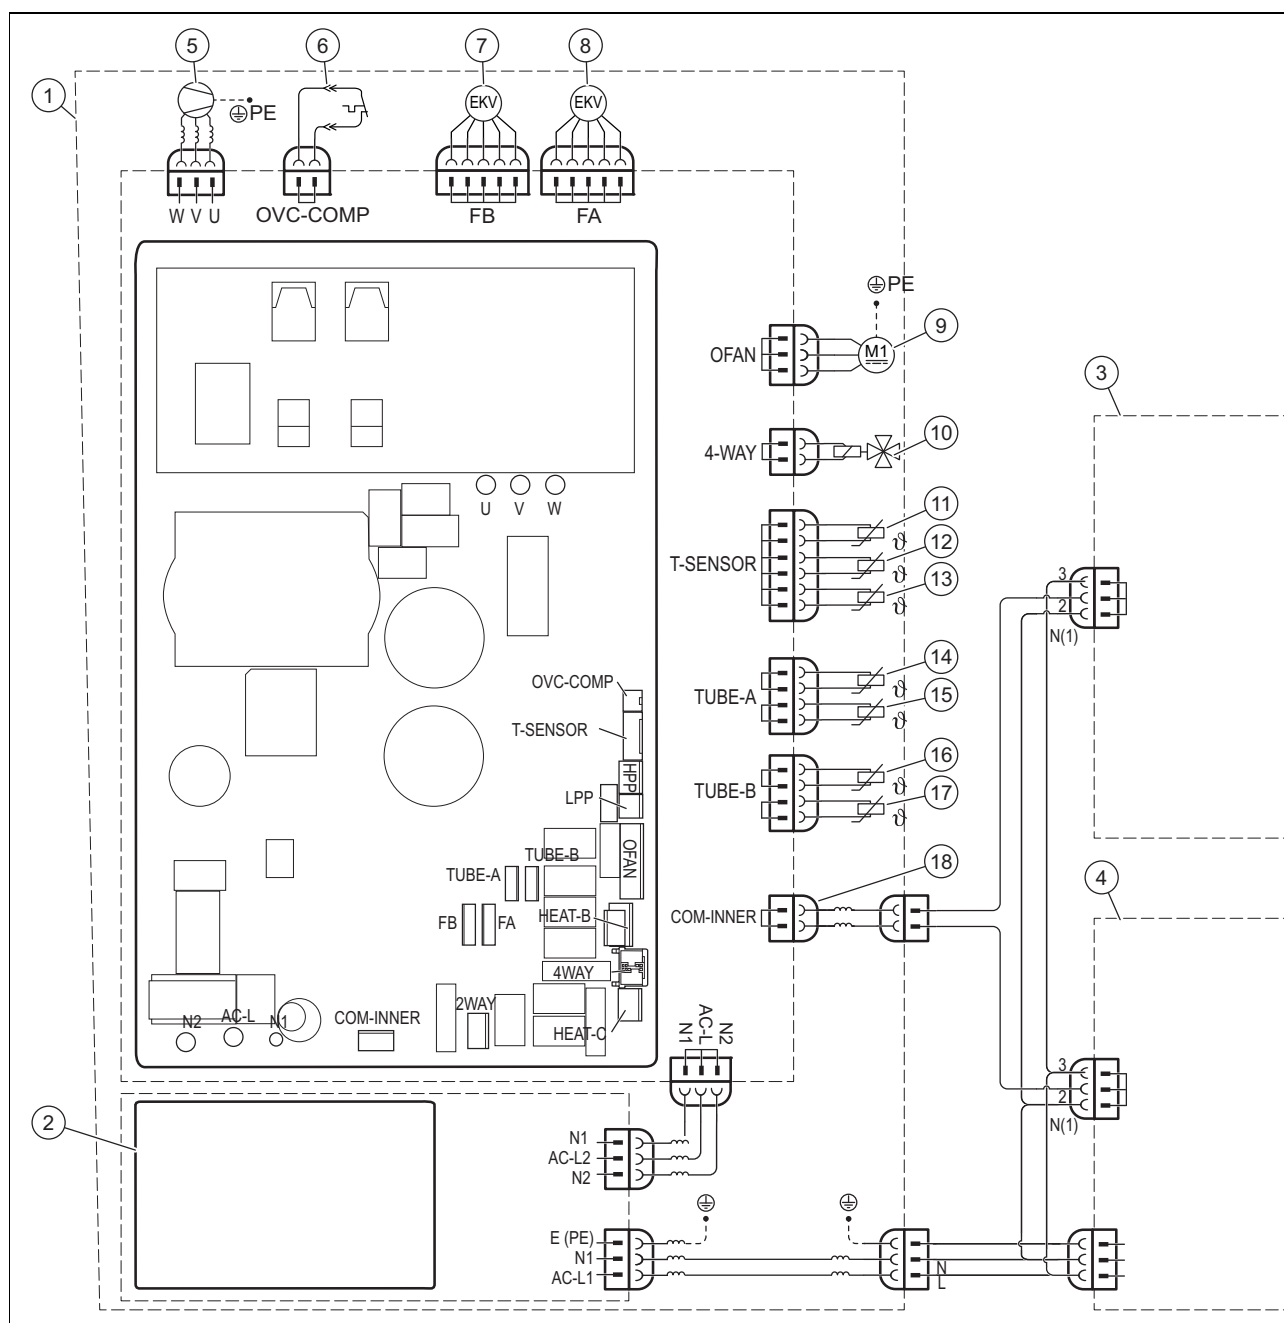 5 6 7 8
1
EKV EKV
PE
W V U OVC-COMP FB FA
PE
9
OFAN M1
3
10
4-WAY
U V W
11
ϑ
12
T-SENSOR
ϑ
13
ϑ
3
2
N(1)
14
OVC-COMP
TUBE-A ϑ
15
T-SENSOR
ϑ
16
HPP
TUBE-B ϑ
LPP
17
ϑ
OFAN
TUBE-B
18
4
TUBE-A
FB FA HEAT-B
COM-INNER
4WAY
2WAY
N2 AC-L N1 COM-INNER
HEAT-C
N1 AC-L N2
3
2
N(1)
2
N1
AC-L2
N2
E (PE)
N1
N
AC-L1
L